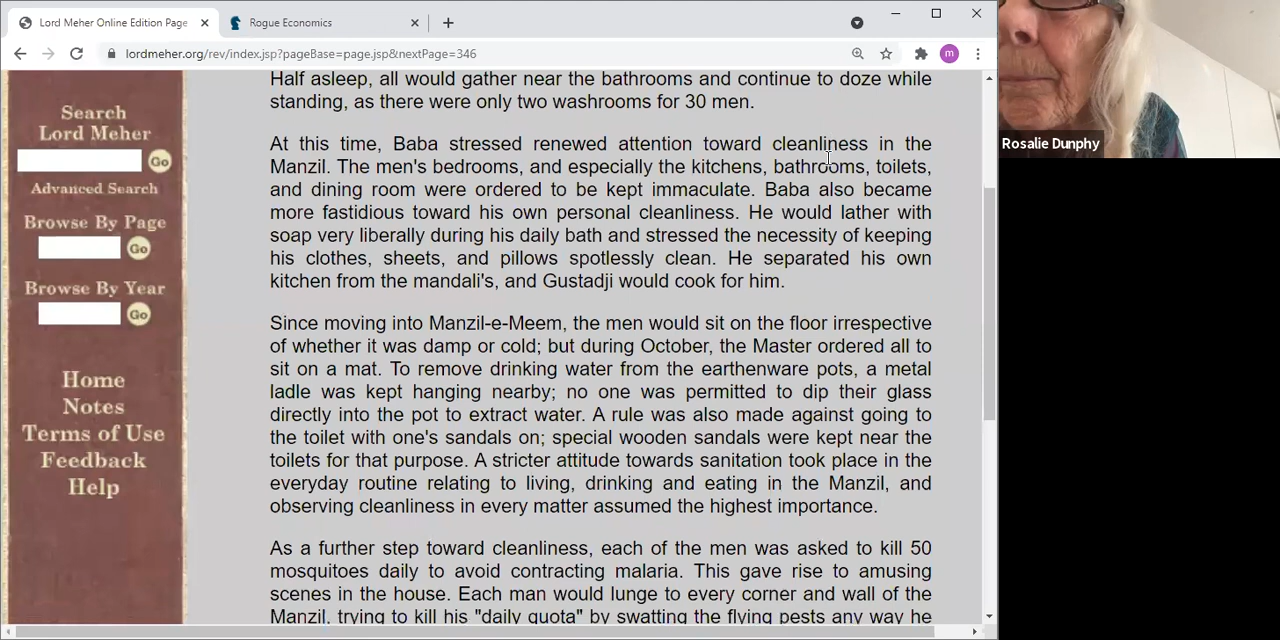 Lord Meher Online Edition Page
Rogue Economics
lordmeher.org/rev/index.jsp?pageBase=page.jsp&nextPage=346
m
Search
Lord Meher
Go
Advanced Search
Browse By Page
Go
Browse By Year
Go
Home
Notes
Terms of Use
Feedback
Help
Half asleep, all would gather near the bathrooms and continue to doze while
standing, as there were only two washrooms for 30 men.
At this time, Baba stressed renewed attention toward cleanliness in the
Manzil. The men's bedrooms, and especially the kitchens, bathrooms, toilets,
and dining room were ordered to be kept immaculate. Baba also became
more fastidious toward his own personal cleanliness. He would lather with
soap very liberally during his daily bath and stressed the necessity of keeping
his clothes, sheets, and pillows spotlessly clean. He separated his own
kitchen from the mandali's, and Gustadji would cook for him.
Since moving into Manzil-e-Meem, the men would sit on the floor irrespective
of whether it was damp or cold; but during October, the Master ordered all to
sit on a mat. To remove drinking water from the earthenware pots, a metal
ladle was kept hanging nearby; no one was permitted to dip their glass
directly into the pot to extract water. A rule was also made against going to
the toilet with one's sandals on; special wooden sandals were kept near the
toilets for that purpose. A stricter attitude towards sanitation took place in the
everyday routine relating to living, drinking and eating in the Manzil, and
observing cleanliness in every matter assumed the highest importance.
As a further step toward cleanliness, each of the men was asked to kill 50
mosquitoes daily to avoid contracting malaria. This gave rise to amusing
scenes in the house. Each man would lunge to every corner and wall of the
Manzil, trying to kill his "daily quota" by swatting the flying pests any way he
Rosalie Dunphy